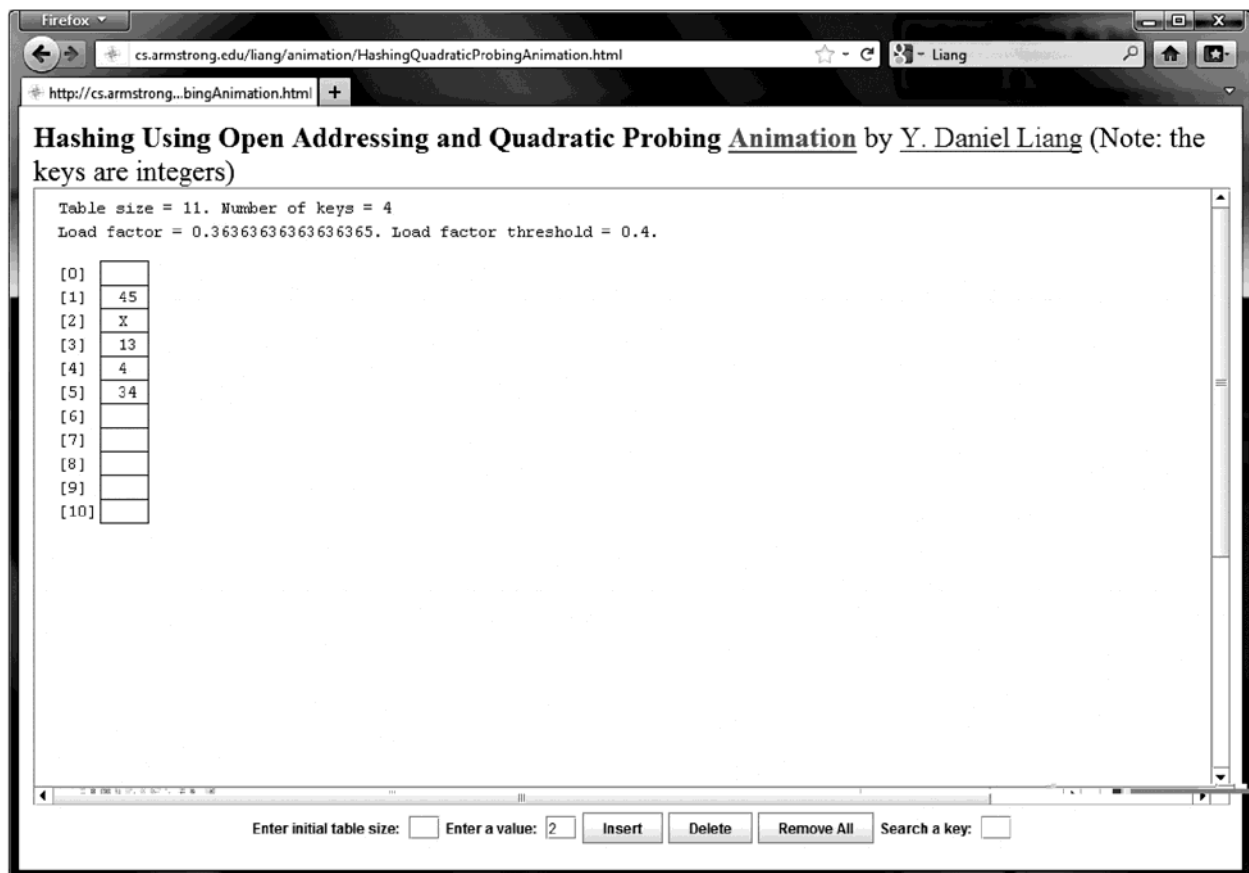 Firefox
cs.armstrong.edu/liang/animation/HashingQuadraticProbingAnimation.html
Liang
http://cs.armstrong...bingAnimation.html
Hashing Using Open Addressing and Quadratic Probing Animation by Y. Daniel Liang (Note: the
keys are integers)
Table size = 11. Number of keys = 4
Load factor = 0.36363636363636365. Load factor threshold = 0.4.
[0]
[1] 45
[2] X
[3] 13
[4] 4
[5] 34
[6]
[7]
[8]
[9]
[10]
Enter initial table size: Enter a value: 2 Insert Delete Remove All Search a key: